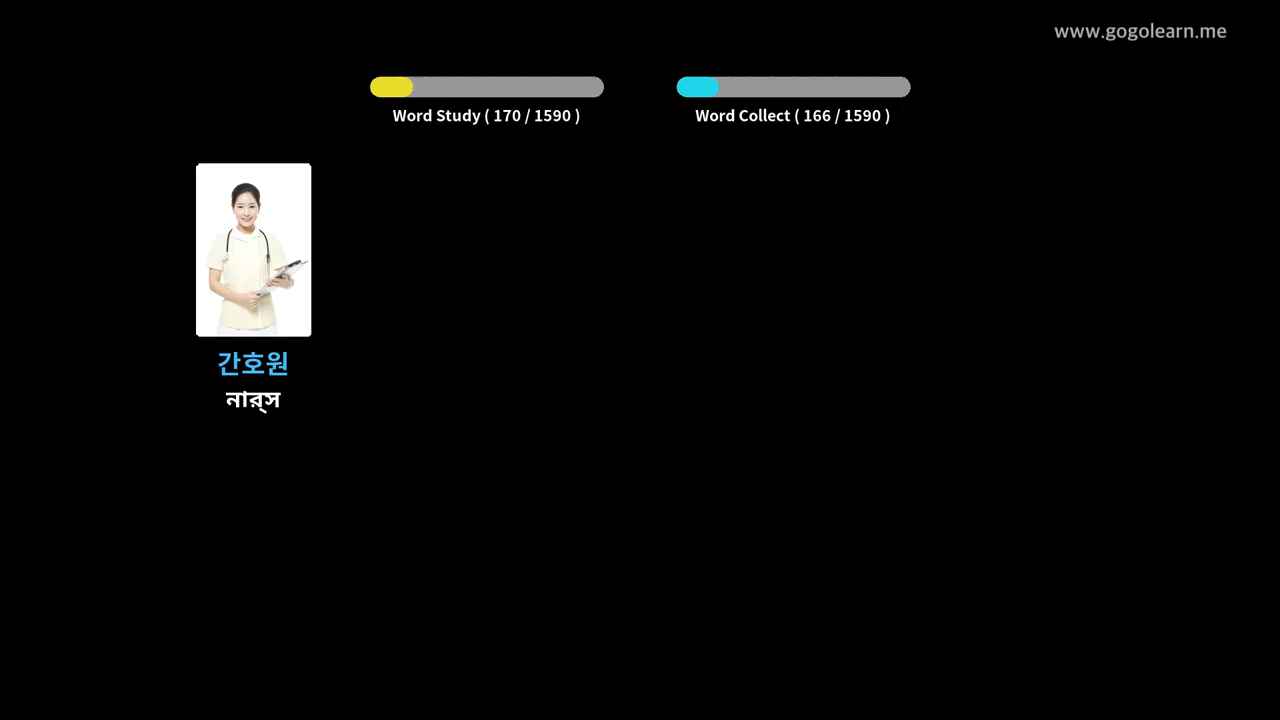 www.gogolearn.me
Word Study ( 170 / 1590 )
Word Collect ( 166 / 1590 )
간호원
নার্স